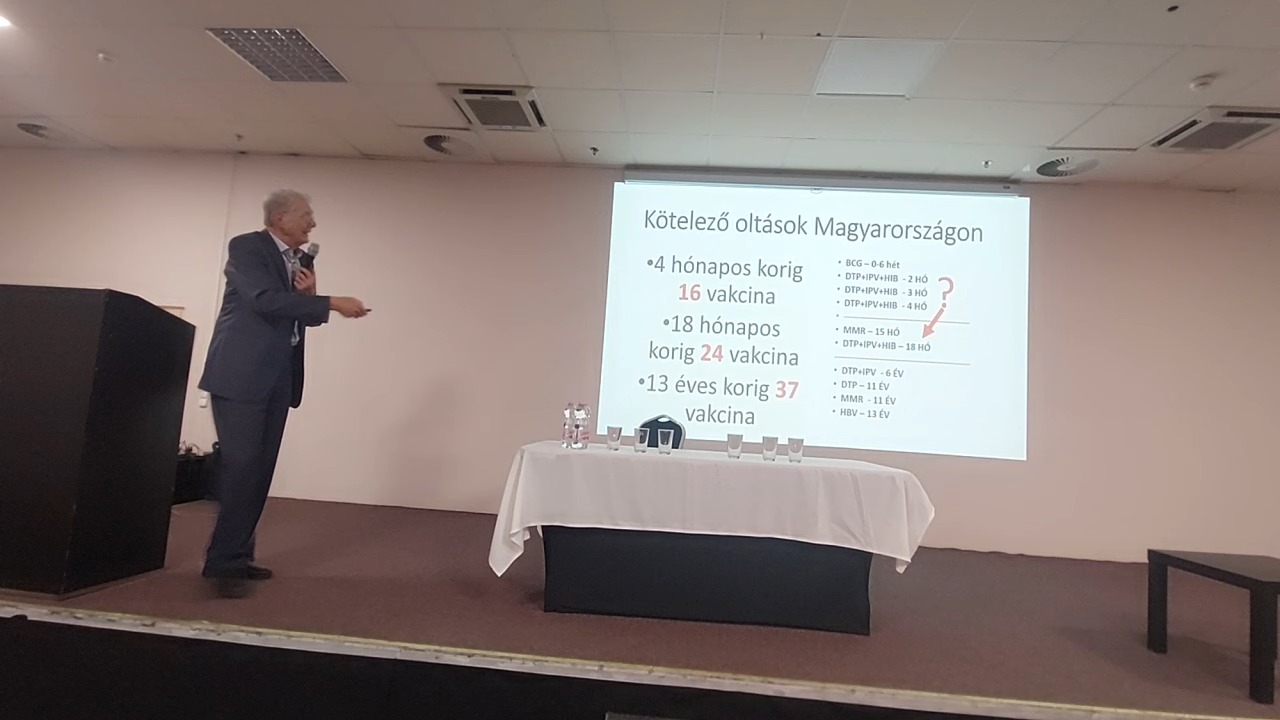 Kötelező oltások Magyarországon
•4 hónapos korig
16 vakcina
•18 hónapos
korig 24 vakcina
•13 éves korig 37
vakcina
• BCG – 0-6 hét
• DTP+IPV+HIB - 2 HÓ
• DTP+IPV+HIB - 3 HÓ
• DTP+IPV+HIB - 4 HÓ
?
• MMR – 15 HÓ
• DTP+IPV+HIB – 18 HÓ
• DTP+IPV - 6 ÉV
• DTP – 11 ÉV
• MMR - 11 ÉV
• HBV – 13 ÉV